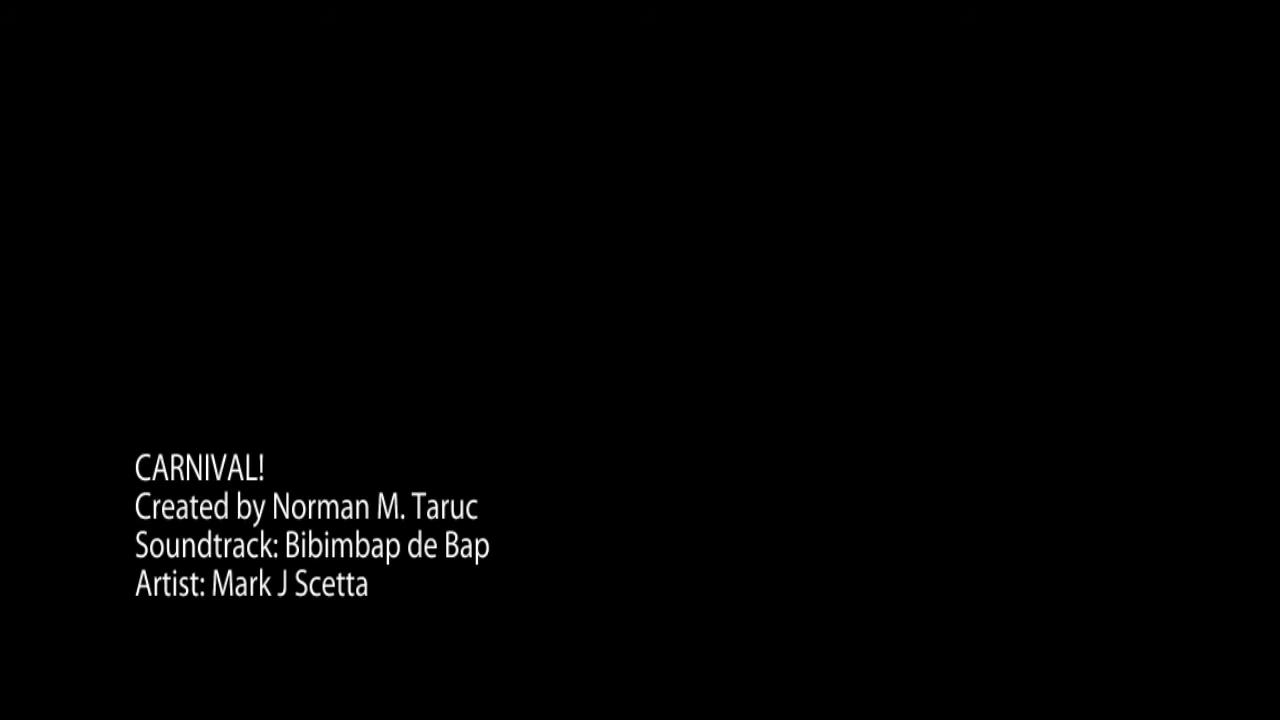 CARNIVAL!
Created by Norman M. Taruc
Soundtrack: Bibimbap de Bap
Artist: Mark J Scetta